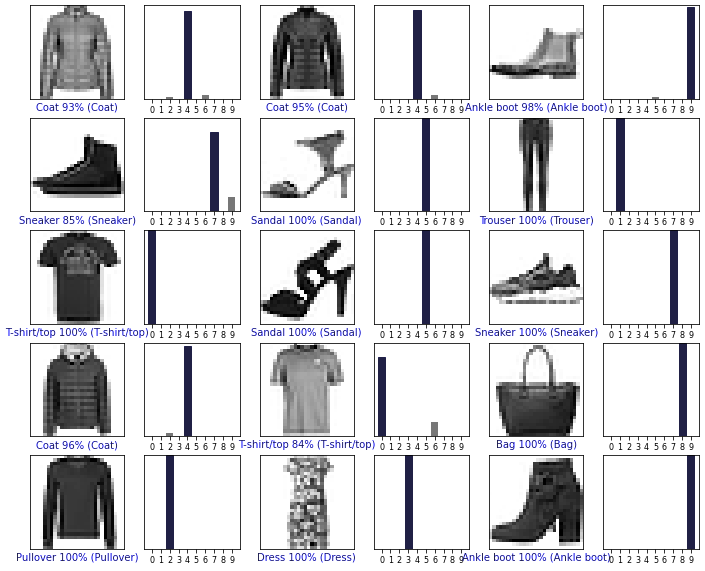 0 1 2 3 4 5 6 7 8 9 0 1 2 3 4 5 6 7 8 9 0 1 2 3 4 5 6 7 8 9
Coat 93% (Coat) Coat 95% (Coat) Ankle boot 98% (Ankle boot)
0 1 2 3 4 5 6 7 8 9 0 1 2 3 4 5 6 7 8 9 0 1 2 3 4 5 6 7 8 9
Sneaker 85% (Sneaker) Sandal 100% (Sandal) Trouser 100% (Trouser)
0 1 2 3 4 5 6 7 8 9 0 1 2 3 4 5 6 7 8 9 0 1 2 3 4 5 6 7 8 9
T-shirt/top 100% (T-shirt/top) Sandal 100% (Sandal) Sneaker 100% (Sneaker)
0 1 2 3 4 5 6 7 8 9 0 1 2 3 4 5 6 7 8 9 0 1 2 3 4 5 6 7 8 9
Coat 96% (Coat) T-shirt/top 84% (T-shirt/top) Bag 100% (Bag)
0 1 2 3 4 5 6 7 8 9 0 1 2 3 4 5 6 7 8 9 0 1 2 3 4 5 6 7 8 9
Pullover 100% (Pullover) Dress 100% (Dress) Ankle boot 100% (Ankle boot)